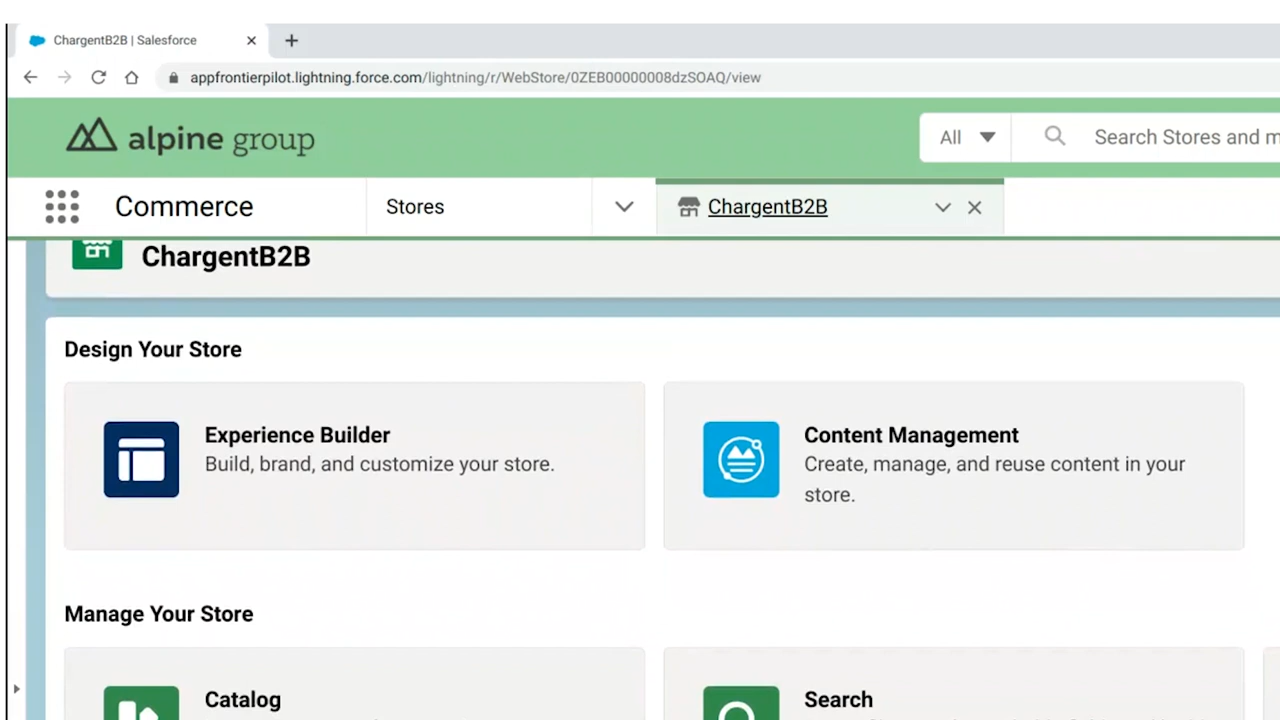 ChargentB2B | Salesforce
appfrontierpilot.lightning.force.com/lightning/r/WebStore/0ZEB00000008dzSOAQ/view
alpine group
All
Search Stores and m
Commerce
Stores
ChargentB2B
ChargentB2B
Design Your Store
Experience Builder
Build, brand, and customize your store.
Content Management
Create, manage, and reuse content in your
store.
Manage Your Store
Catalog
Search